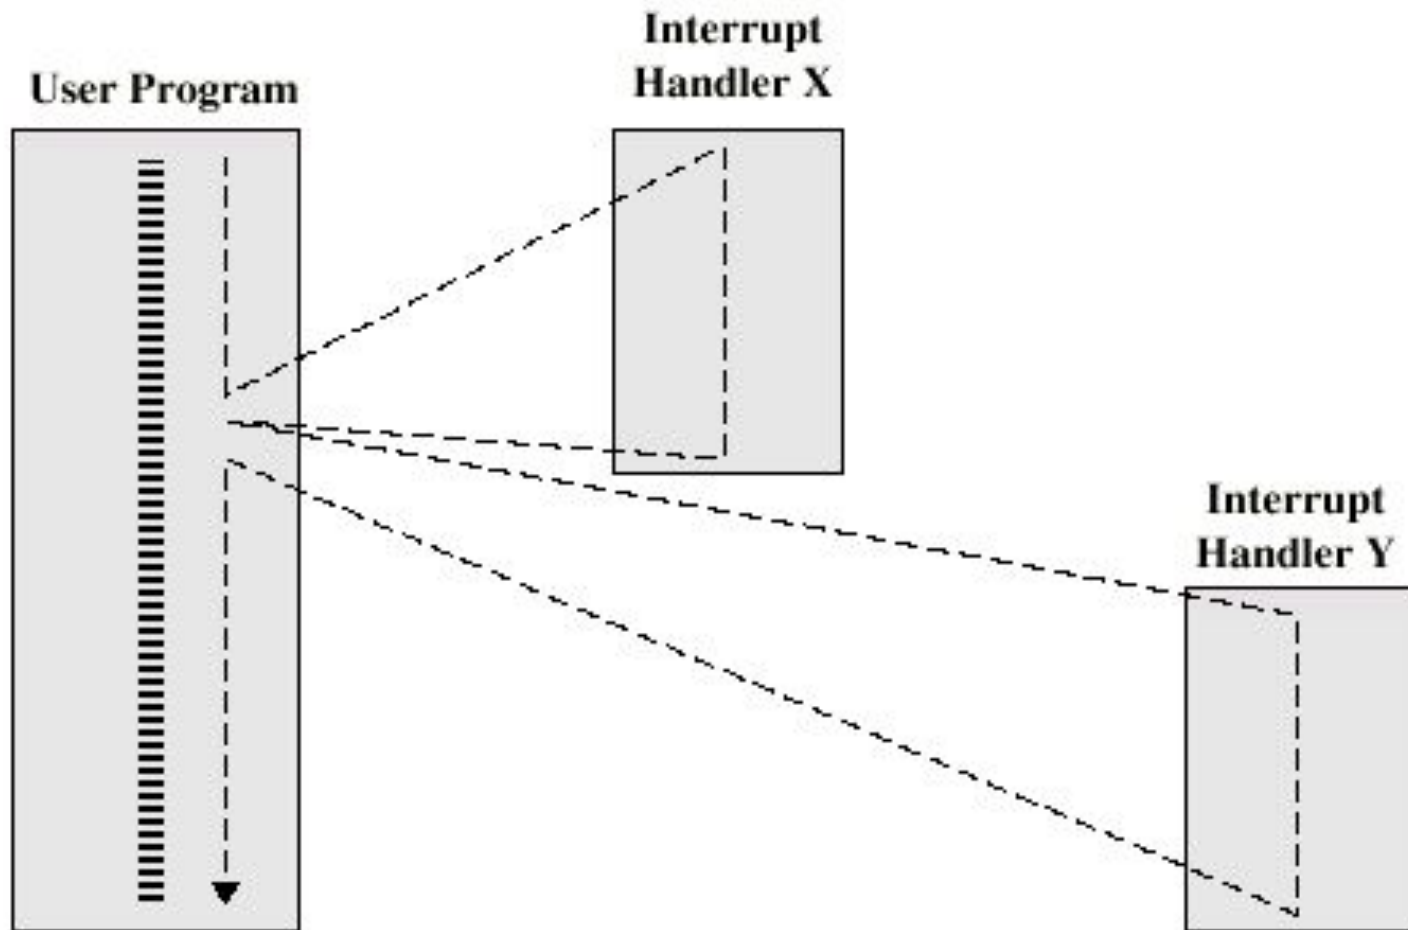 User Program
Interrupt
Handler X
Interrupt
Handler Y